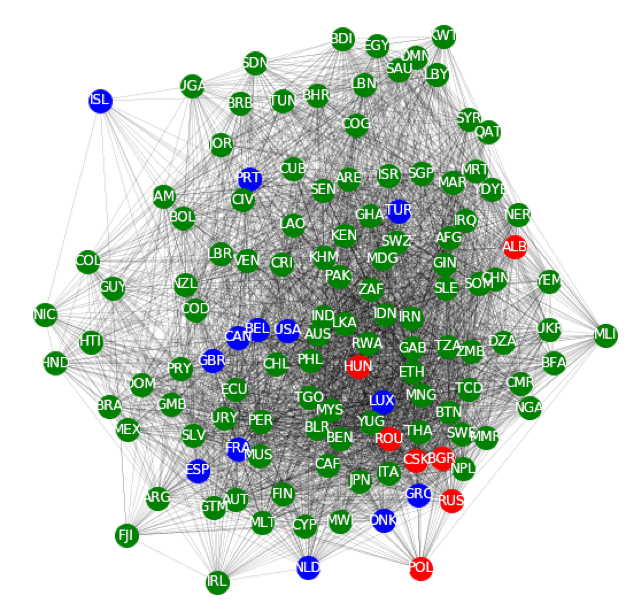 BDI
KWT
EGY
OMN
SDN
SAU
LBY
LBN
UGA
BHR
ISL
BRB
TUN
COG
SYR
QAT
JOR
CUB
MRT
PRT
ARE
ISR
SGP
MAR
SEN
YDYE
AM
CIV
BOL
GHA
TUR
NER
LAO
IRQ
KEN
SWZ
AFG
ALB
LBR
VEN
CRI
KHM
MDG
GIN
COL
PAK
SOM
CHN
YEM
GUY
NZL
ZAF
SLE
COD
NIC
IND
LKA
IDN
IRN
BEL
USA
AUS
UKR
MLI
CAN
HTI
RWA
GAB
TZA
ZMB
DZA
HND
GBR
CHL
PHL
HUN
BFA
PRY
ETH
DOM
ECU
TCD
CMR
BRA
GMB
TGO
LUX
MNG
NGA
MYS
BTN
MEX
URY
PER
YUG
SLV
BLR
BEN
ROU
THA
SWE
MMR
FRA
MUS
ESP
CAF
CSK
BGR
NPL
JPN
ITA
ARG
GTM
AUT
FIN
GRC
RUS
MLT
CYP
MWI
DNK
FJI
IRL
NLD
POL